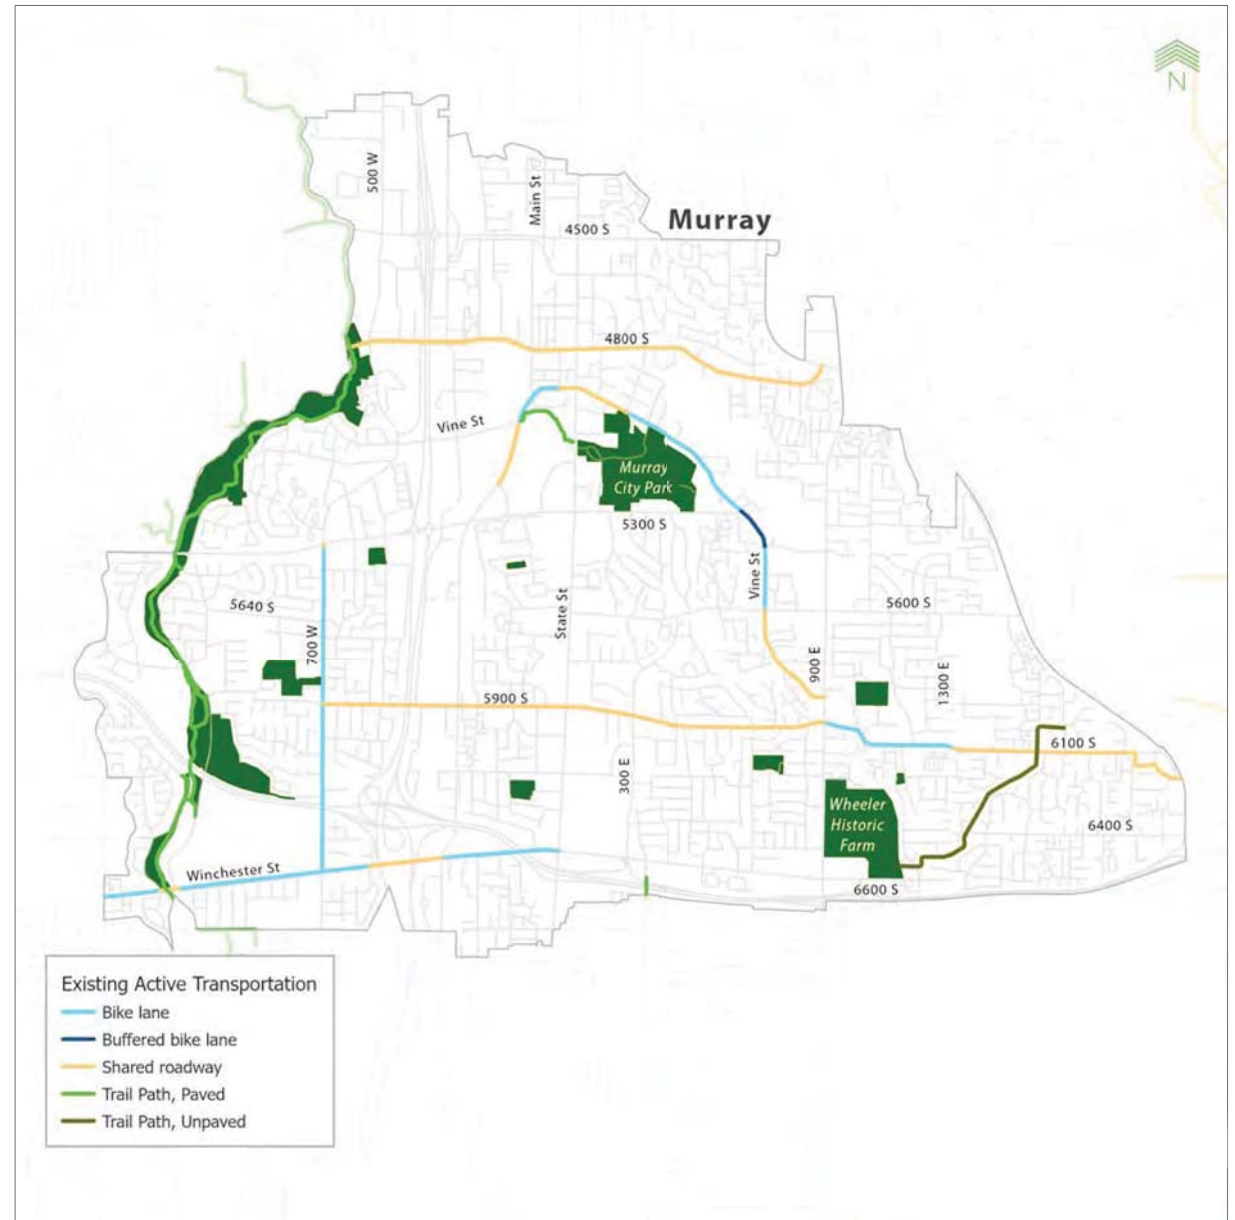 N
500 W
Main St
4500 S
Murray
4800 S
Vine St
Murray
City Park
5300 S
Vine St
5640 S
700 W
State St
5600 S
900 E
1300 E
5900 S
6100 S
300 E
Wheeler
Historic
Farm
6400 S
Winchester St
6600 S
Existing Active Transportation
Bike lane
Buffered bike lane
Shared roadway
Trail Path, Paved
Trail Path, Unpaved